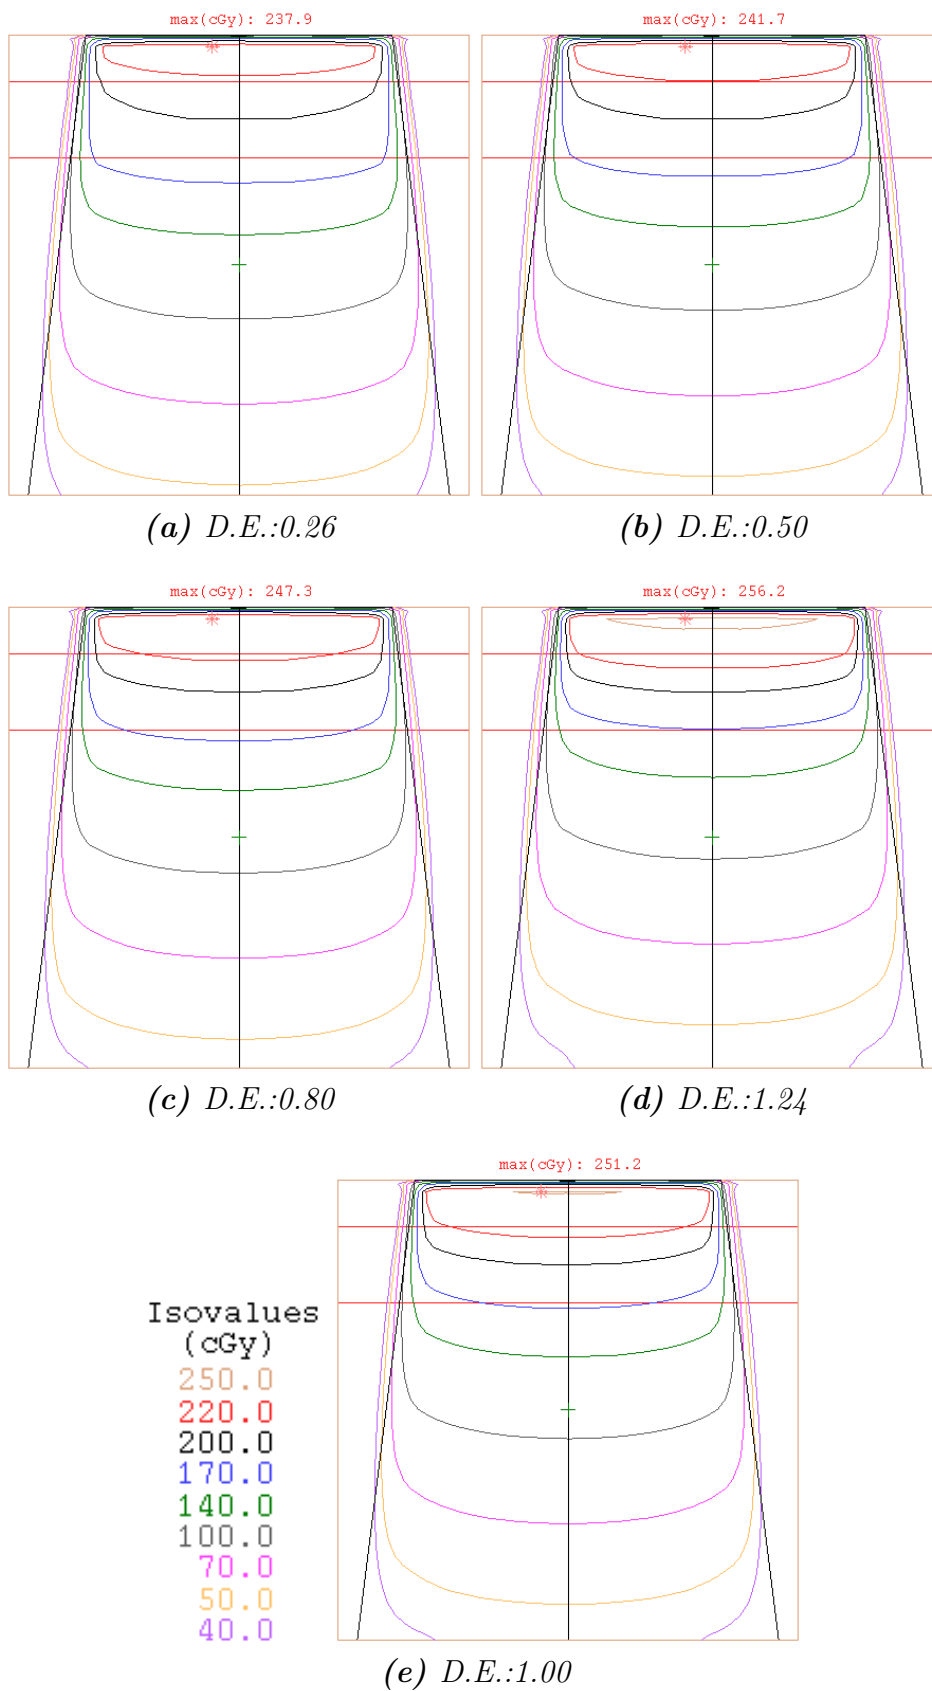 max(cGy): 237.9
max(cGy): 241.7
(a) D.E.:0.26
(b) D.E.:0.50
max(cGy): 247.3
max(cGy): 256.2
(c) D.E.:0.80
(d) D.E.:1.24
max(cGy): 251.2
Isovalues
(cGy)
250.0
220.0
200.0
170.0
140.0
100.0
70.0
50.0
40.0
(e) D.E.:1.00